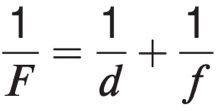 1/F = 1/d + 1/f